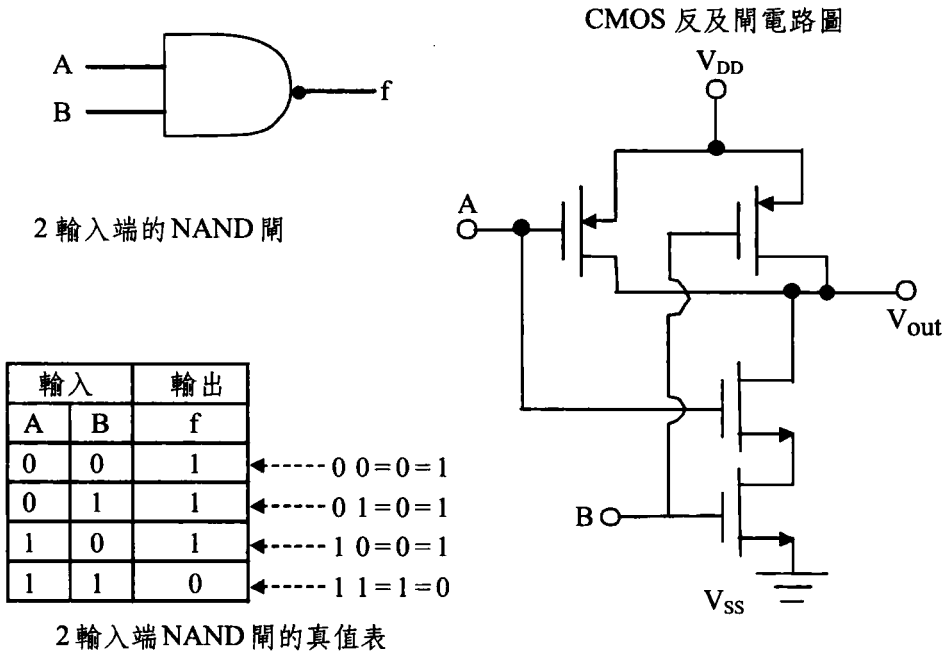 CMOS 反及閘電路圖
A
B
f
2 輸入端的 NAND 閘
V_DD
A
V_out
B
V_SS
輸入 輸出
A B f
0 0 1 0 0=0=1
0 1 1 0 1=0=1
1 0 1 1 0=0=1
1 1 0 1 1=1=0
2 輸入端 NAND 閘的真值表